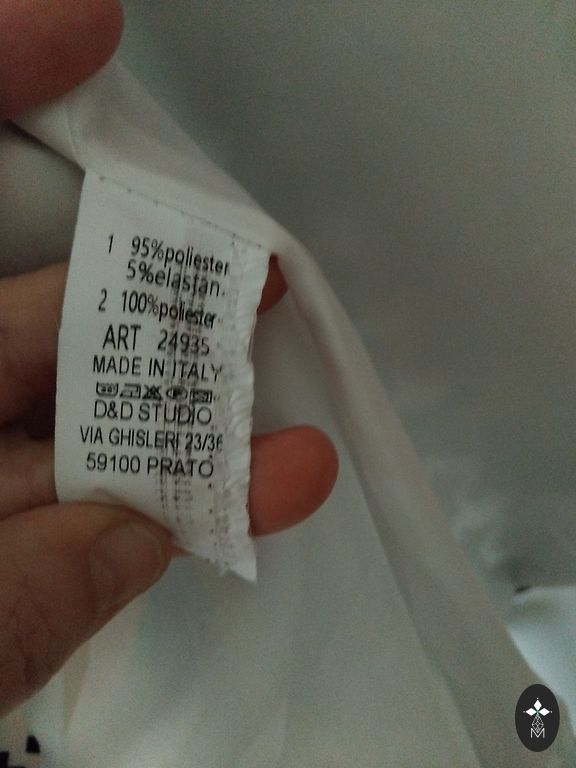 1 95%poliester
5%elastan.
2 100%poliester
ART 24935
MADE IN ITALY
D&D STUDIO
VIA GHISLERI 23/36
59100 PRATO
M